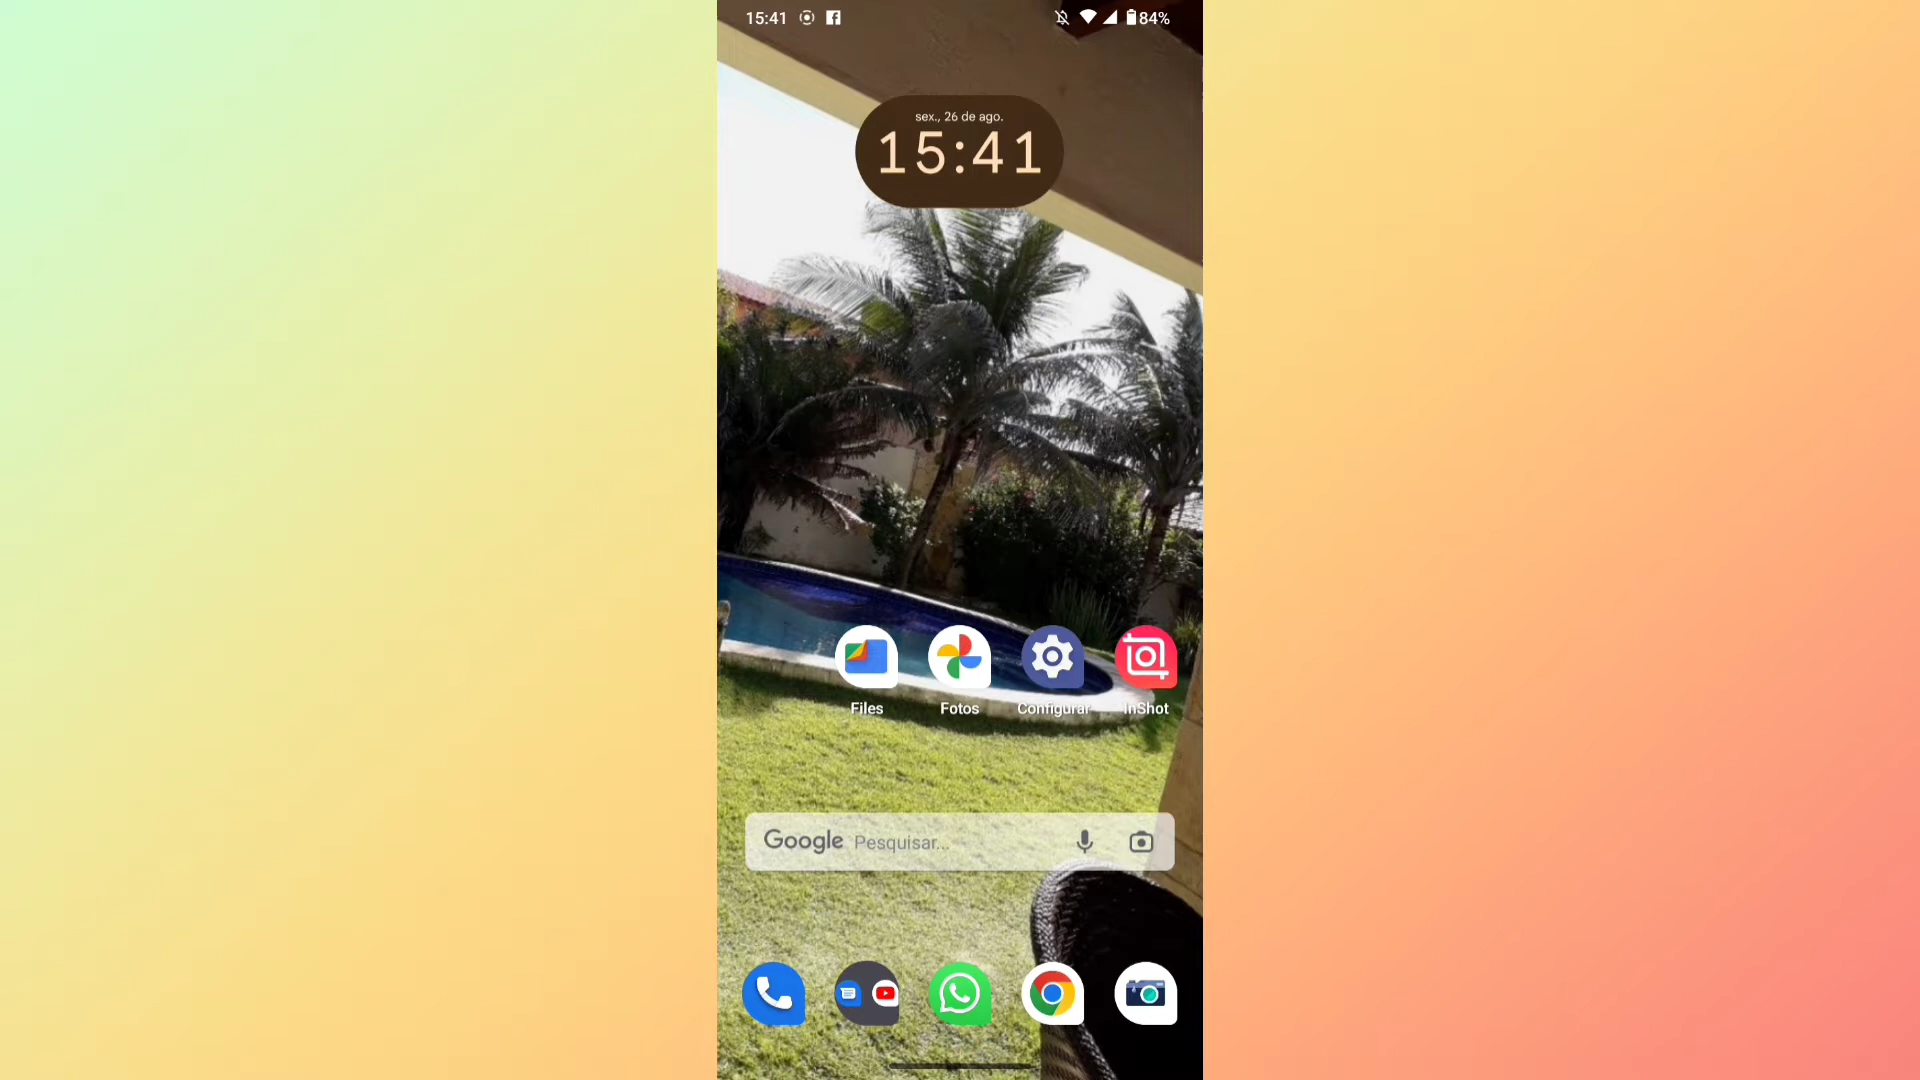 15:41
84%
sex., 26 de ago.
15:41
Files
Fotos
Configurar
InShot
Google Pesquisar...